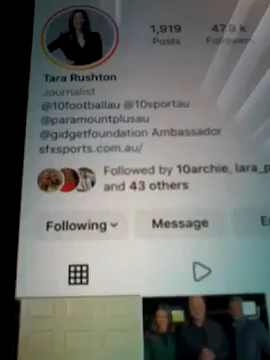 1,919
Posts
Tara Rushton
Journalist
@10footballau @10sportau
@paramountplusau
@gidgetfoundation Ambassador
sfxsports.com.au/
Followed by 10archie,
and 43 others
Following Message